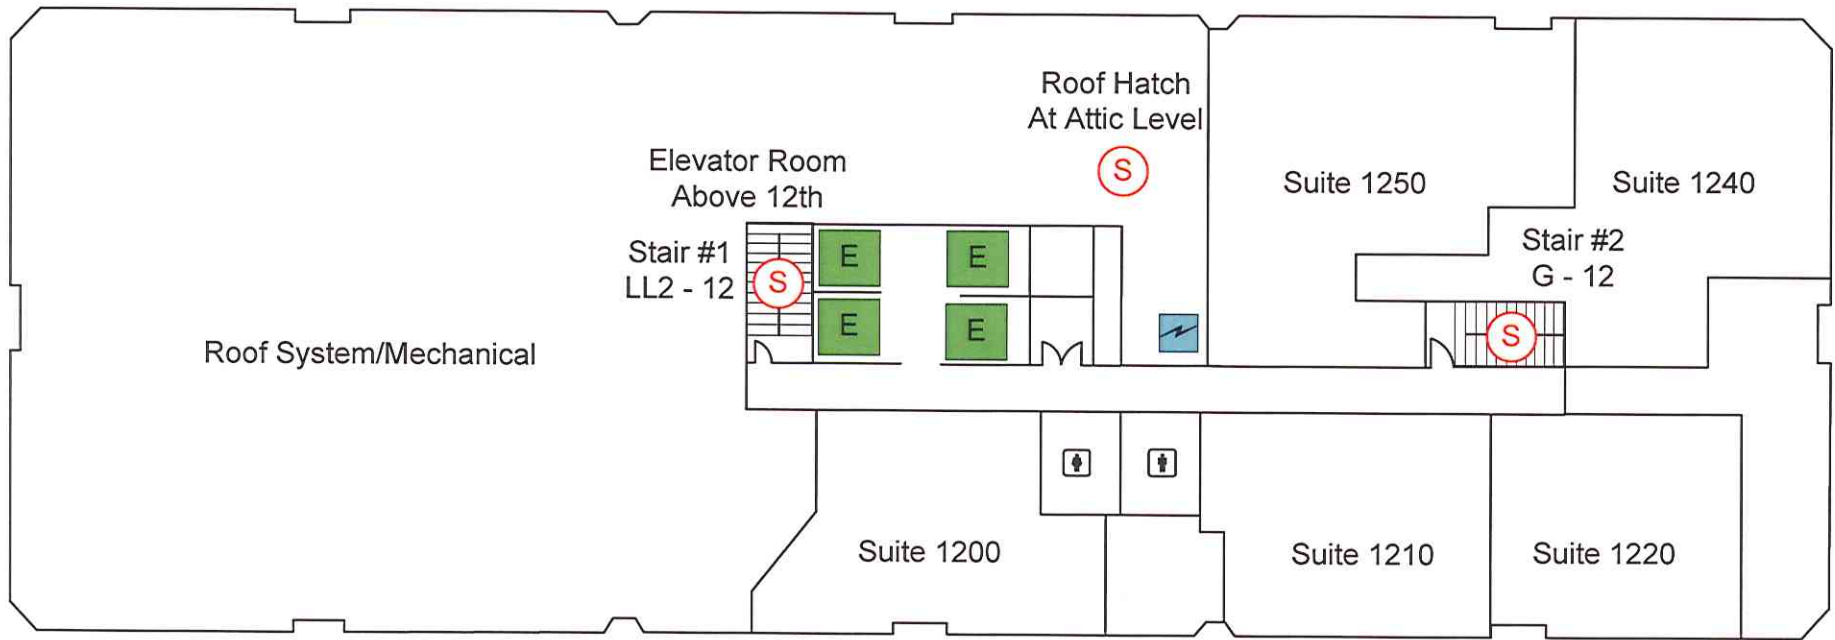 Roof Hatch
At Attic Level
S
Elevator Room
Above 12th
Suite 1250
Suite 1240
Stair #1
LL2 - 12
S
E
E
Stair #2
G - 12
E
E
S
Roof System/Mechanical
Suite 1200
Suite 1210
Suite 1220